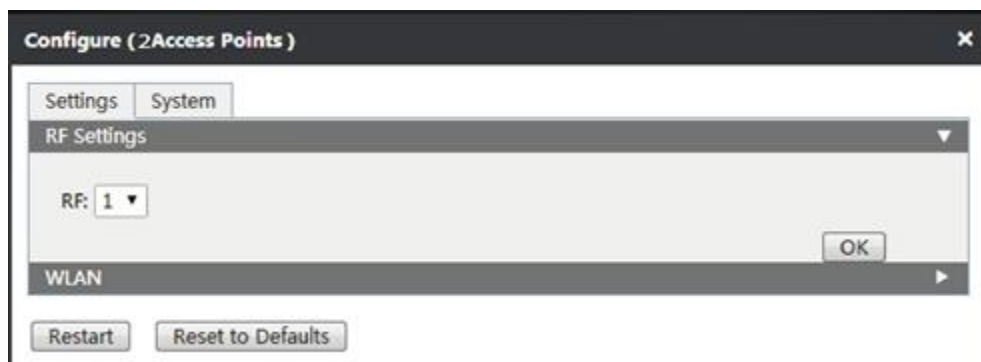 Configure ( 2Access Points )
Settings System
RF Settings
RF: 1
OK
WLAN
Restart Reset to Defaults